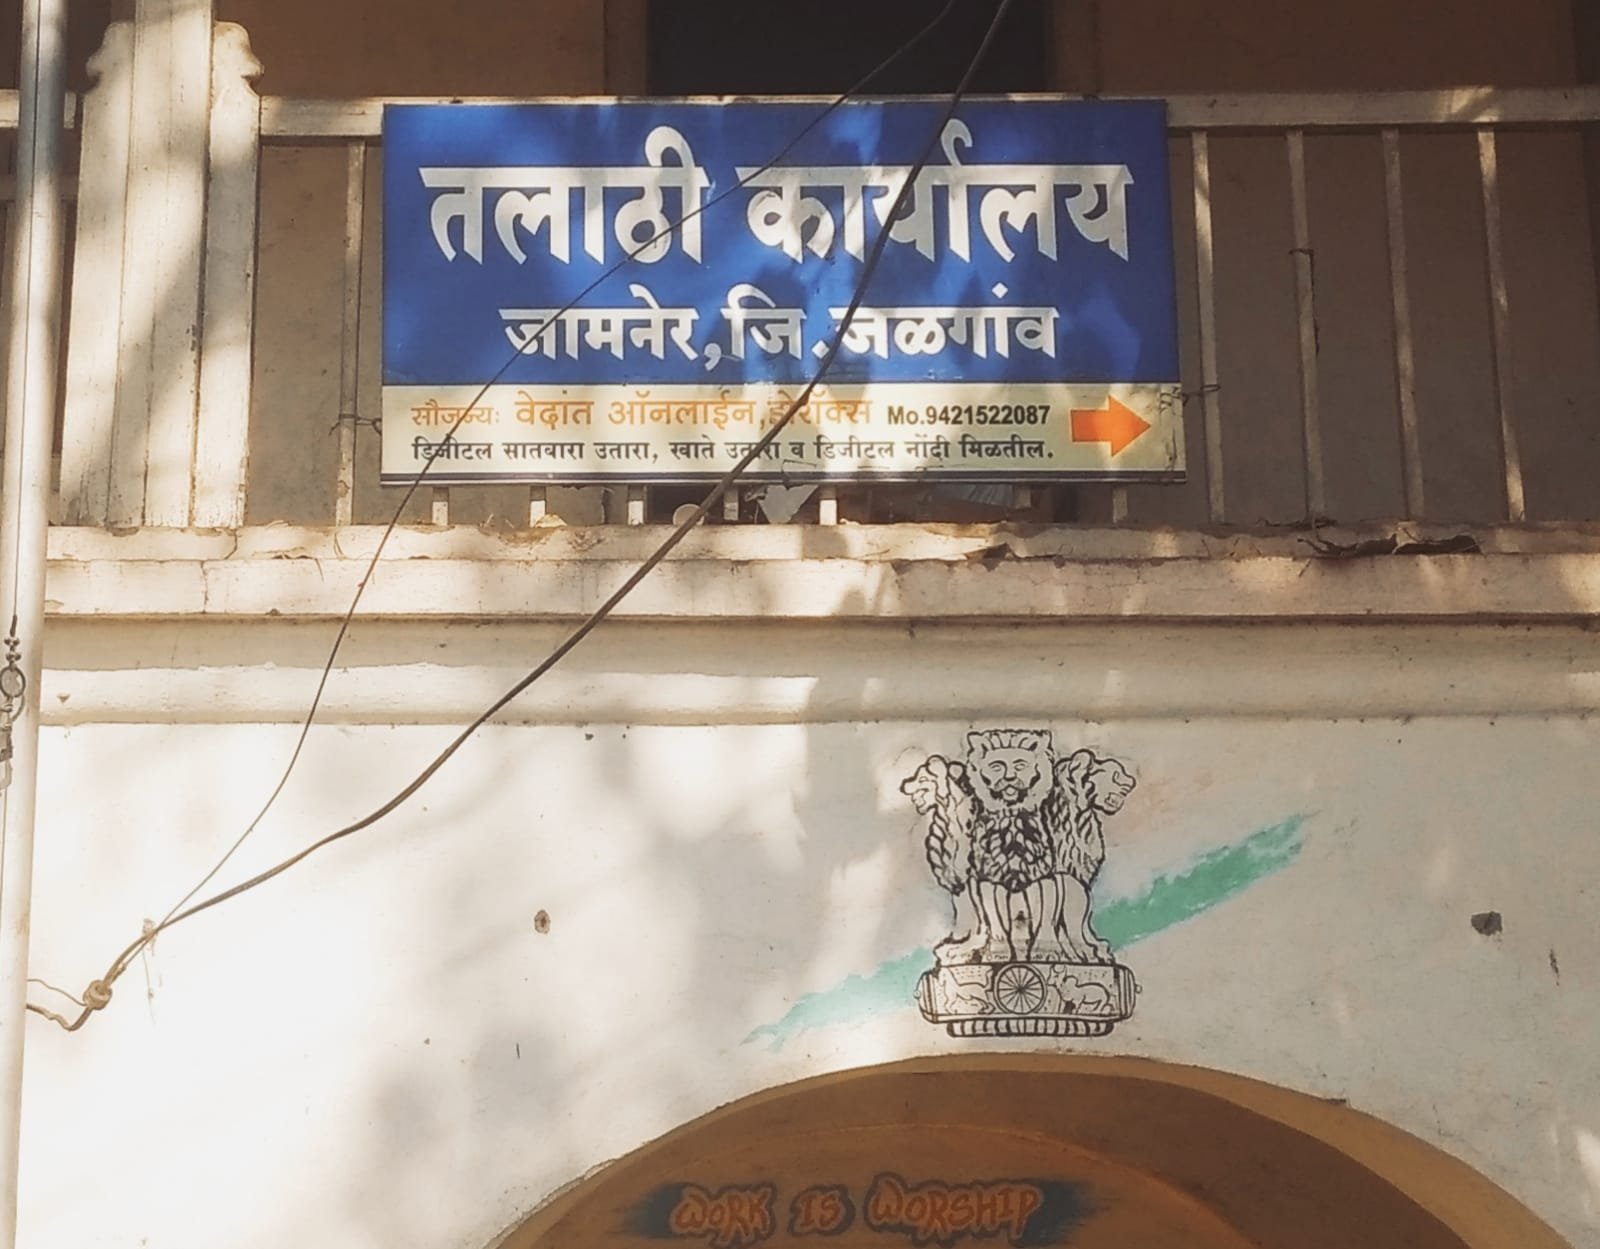 तलाठी कार्यालय
जामनेर, जि. जळगांव
सौजन्यः वेदांत ऑनलाईन, झेरॉक्स Mo.9421522087
डिजीटल सातबारा उतारा, खाते उतारा व डिजीटल नोंदी मिळतील.
WORK IS WORSHIP